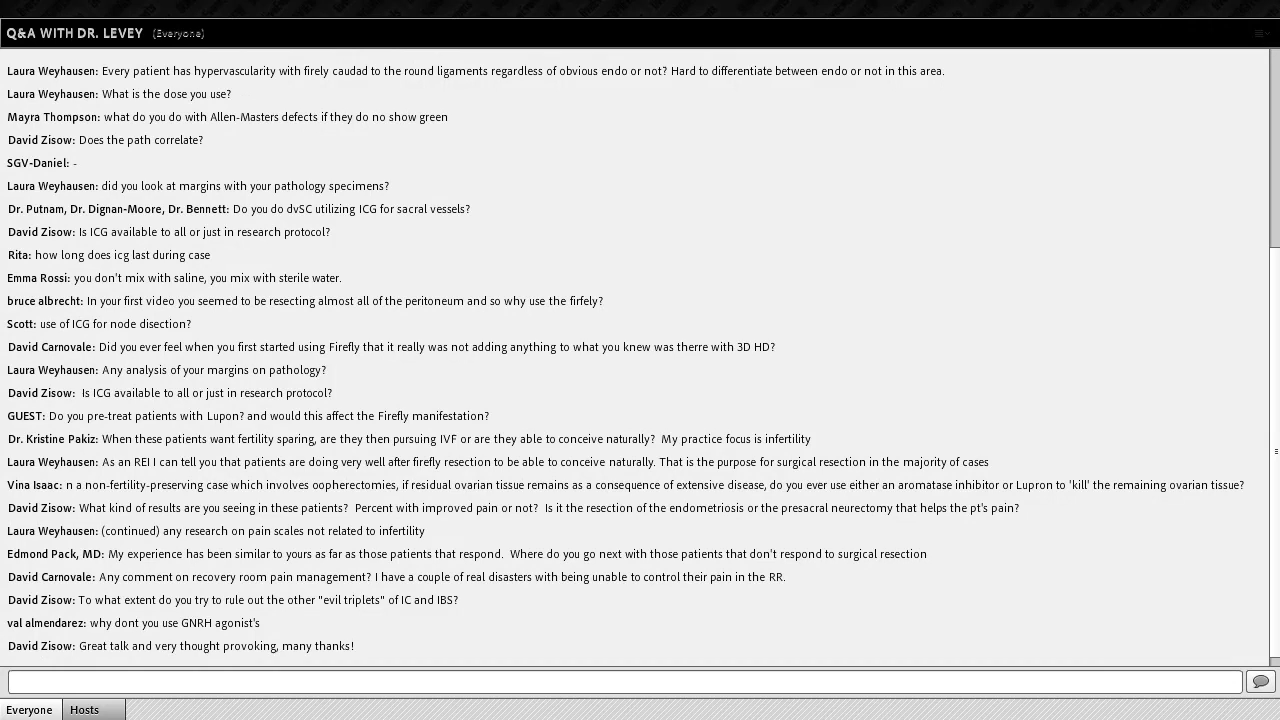 Q&A WITH DR. LEVEY (Everyone)
Laura Weyhausen: Every patient has hypervascularity with firely caudad to the round ligaments regardless of obvious endo or not? Hard to differentiate between endo or not in this area.
Laura Weyhausen: What is the dose you use?
Mayra Thompson: what do you do with Allen-Masters defects if they do no show green
David Zisow: Does the path correlate?
SGV-Daniel: -
Laura Weyhausen: did you look at margins with your pathology specimens?
Dr. Putnam, Dr. Dignan-Moore, Dr. Bennett: Do you do dvSC utilizing ICG for sacral vessels?
David Zisow: Is ICG available to all or just in research protocol?
Rita: how long does icg last during case
Emma Rossi: you don't mix with saline, you mix with sterile water.
bruce albrecht: In your first video you seemed to be resecting almost all of the peritoneum and so why use the firfely?
Scott: use of ICG for node disection?
David Carnovale: Did you ever feel when you first started using Firefly that it really was not adding anything to what you knew was therre with 3D HD?
Laura Weyhausen: Any analysis of your margins on pathology?
David Zisow: Is ICG available to all or just in research protocol?
GUEST: Do you pre-treat patients with Lupon? and would this affect the Firefly manifestation?
Dr. Kristine Pakiz: When these patients want fertility sparing, are they then pursuing IVF or are they able to conceive naturally? My practice focus is infertility
Laura Weyhausen: As an REI I can tell you that patients are doing very well after firefly resection to be able to conceive naturally. That is the purpose for surgical resection in the majority of cases
Vina Isaac: n a non-fertility-preserving case which involves oopherectomies, if residual ovarian tissue remains as a consequence of extensive disease, do you ever use either an aromatase inhibitor or Lupron to 'kill' the remaining ovarian tissue?
David Zisow: What kind of results are you seeing in these patients? Percent with improved pain or not? Is it the resection of the endometriosis or the presacral neurectomy that helps the pt's pain?
Laura Weyhausen: (continued) any research on pain scales not related to infertility
Edmond Pack, MD: My experience has been similar to yours as far as those patients that respond. Where do you go next with those patients that don't respond to surgical resection
David Carnovale: Any comment on recovery room pain management? I have a couple of real disasters with being unable to control their pain in the RR.
David Zisow: To what extent do you try to rule out the other "evil triplets" of IC and IBS?
val almendarez: why dont you use GNRH agonist's
David Zisow: Great talk and very thought provoking, many thanks!
Everyone Hosts